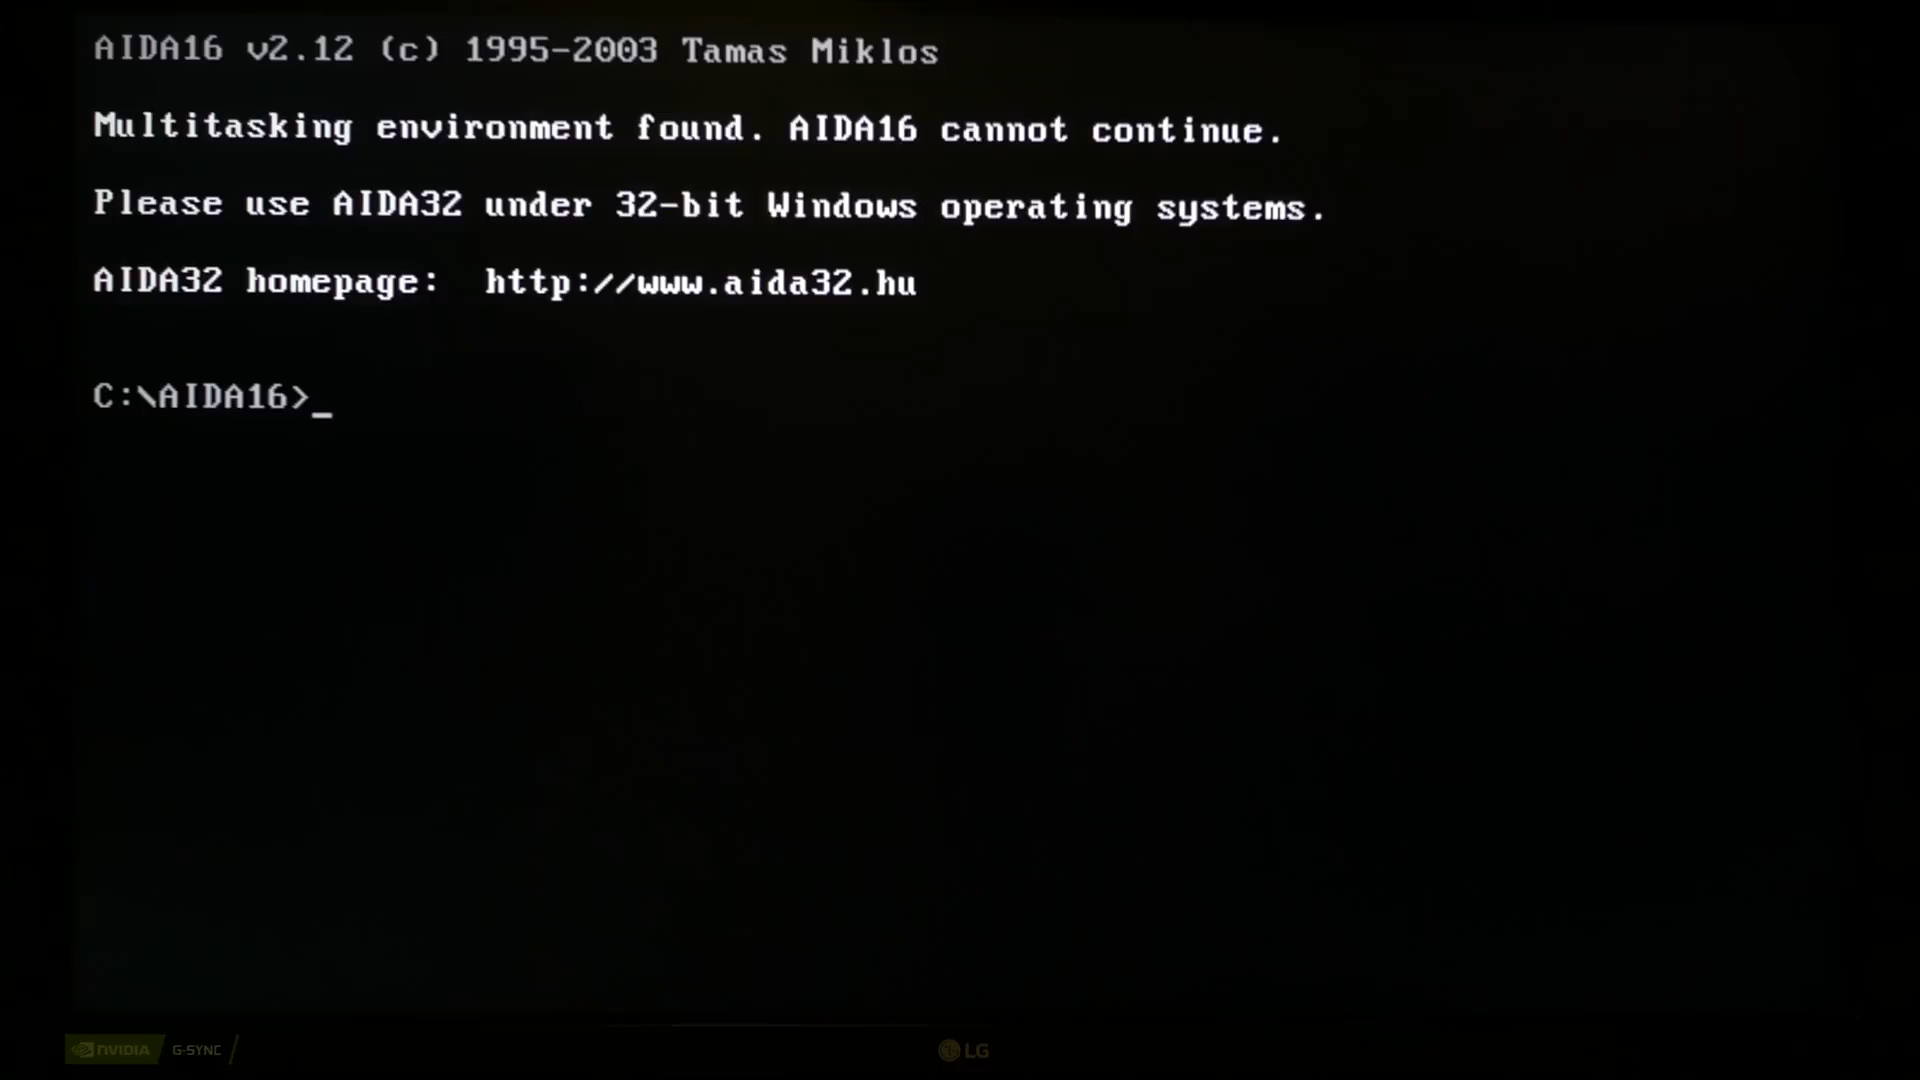 AIDA16 v2.12 (c) 1995-2003 Tamas Miklos
Multitasking environment found. AIDA16 cannot continue.
Please use AIDA32 under 32-bit Windows operating systems.
AIDA32 homepage:  http://www.aida32.hu
C:\AIDA16>_
NVIDIA G-SYNC
LG